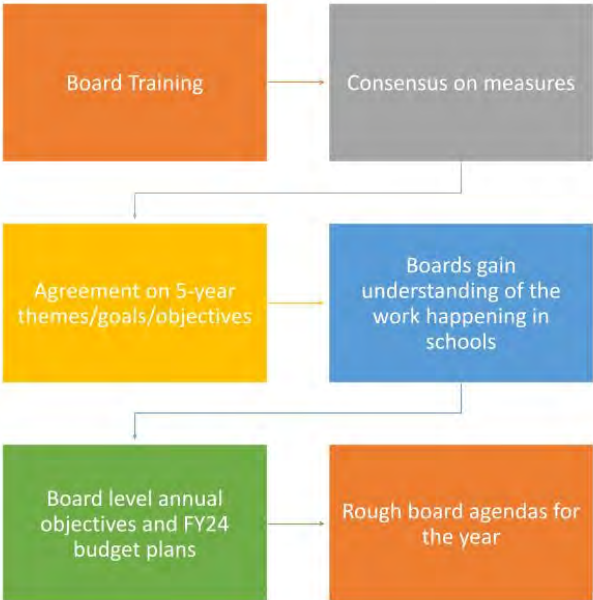 Board Training
Consensus on measures
Agreement on 5-year
themes/goals/objectives
Boards gain
understanding of the
work happening in
schools
Board level annual
objectives and FY24
budget plans
Rough board agendas for
the year